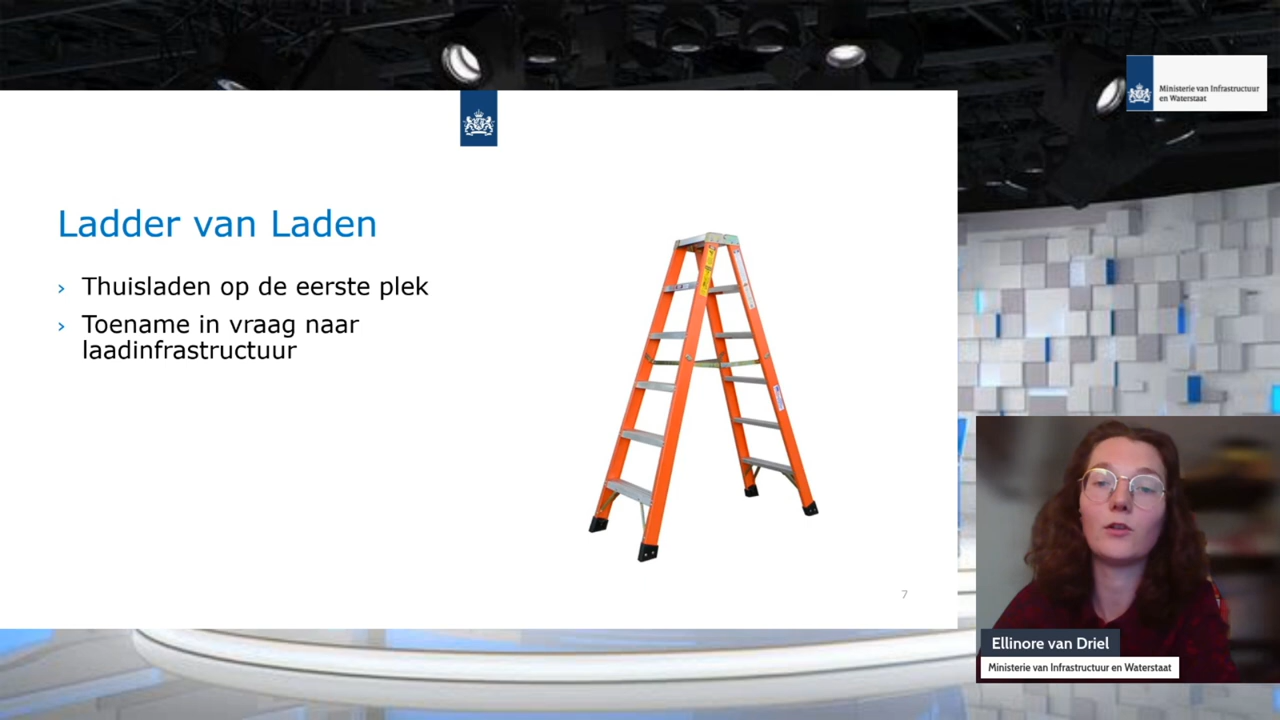 Ministerie van Infrastructuur
en Waterstaat
Ladder van Laden
› Thuisladen op de eerste plek
› Toename in vraag naar
laadinfrastructuur
7
Ellinore van Driel
Ministerie van Infrastructuur en Waterstaat